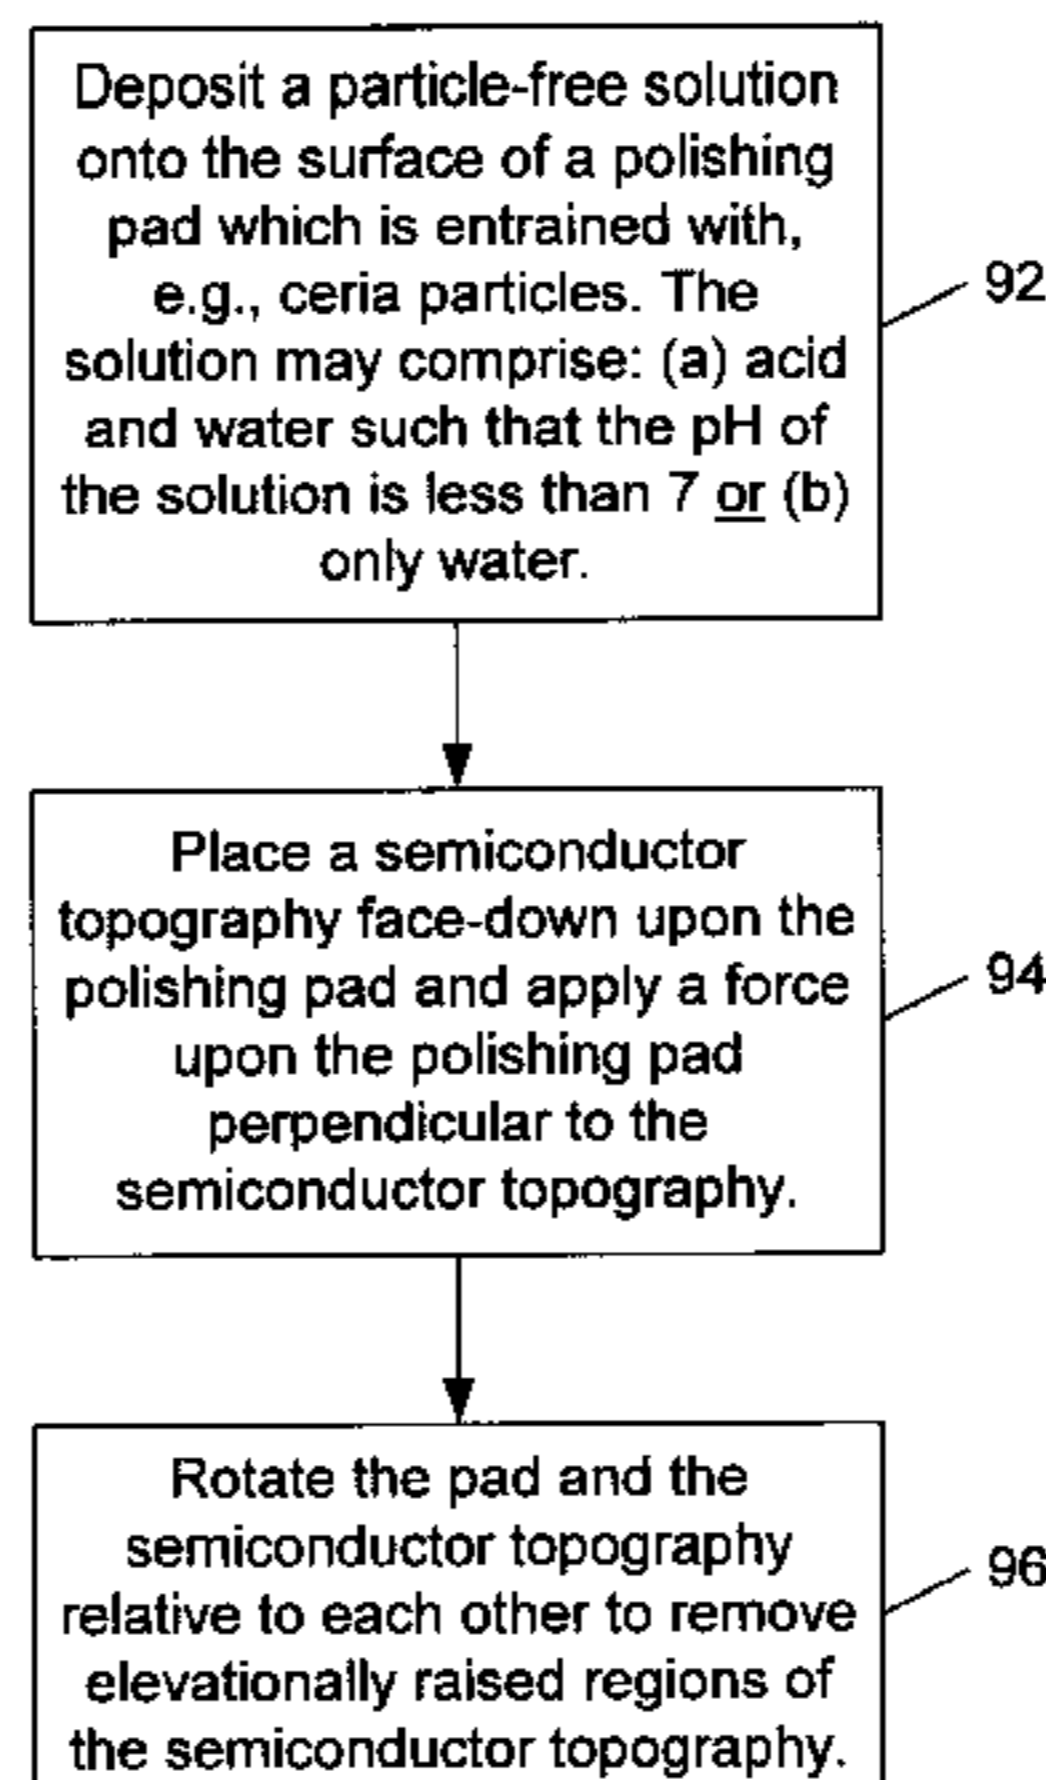 Deposit a particle-free solution
onto the surface of a polishing
pad which is entrained with,
e.g., ceria particles. The
solution may comprise: (a) acid
and water such that the pH of
the solution is less than 7 or (b)
only water.
92
Place a semiconductor
topography face-down upon the
polishing pad and apply a force
upon the polishing pad
perpendicular to the
semiconductor topography.
94
Rotate the pad and the
semiconductor topography
relative to each other to remove
elevationally raised regions of
the semiconductor topography.
96